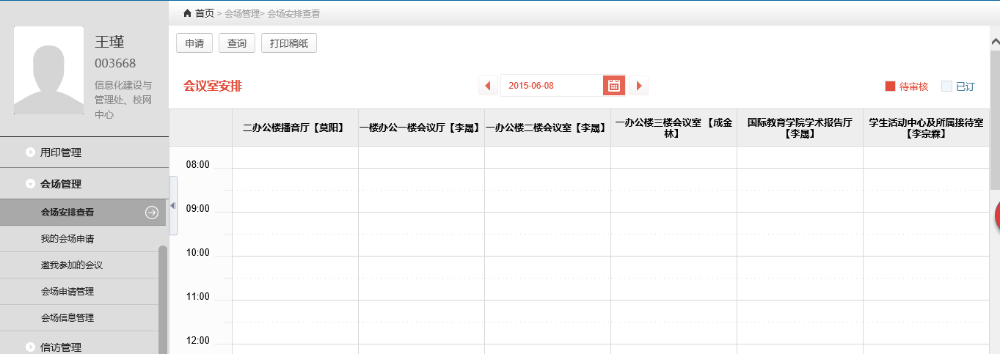 首页 > 会场管理> 会场安排查看
王瑾
003668
信息化建设与
管理处、校网
中心
用印管理
会场管理
会场安排查看
我的会场申请
邀我参加的会议
会场申请管理
会场信息管理
信访管理
申请 查询 打印稿纸
会议室安排
2015-06-08
待审核 已订
二办公楼播音厅【莫阳】
一楼办公一楼会议厅【李晟】
一办公楼二楼会议室【李晟】
一办公楼三楼会议室 【成金
林】
国际教育学院学术报告厅
【李晟】
学生活动中心及所属接待室
【李宗霖】
08:00
09:00
10:00
11:00
12:00